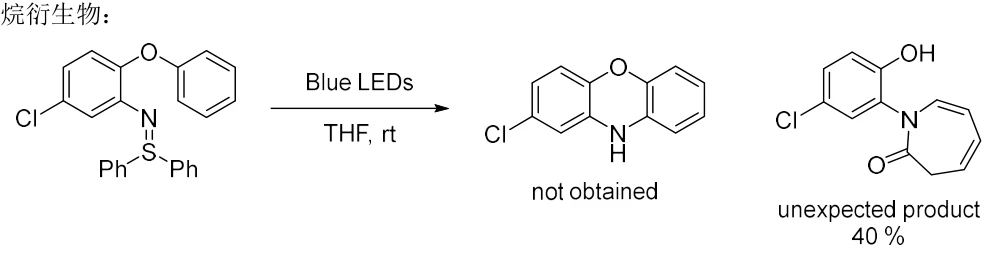 烷衍生物：
O
Cl
N
S
Ph
Ph
Blue LEDs
THF, rt
O
Cl
N
H
not obtained
OH
Cl
N
O
unexpected product
40 %